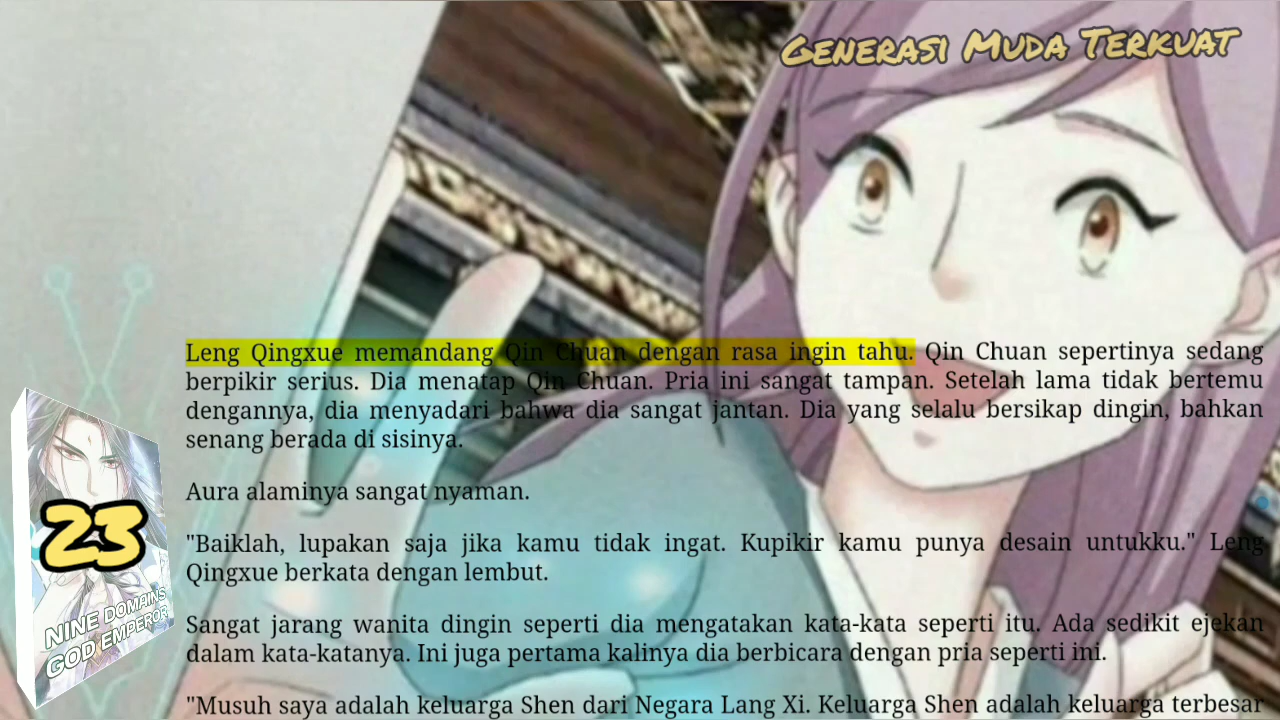 Generasi Muda Terkuat
Leng Qingxue memandang Qin Chuan dengan rasa ingin tahu. Qin Chuan sepertinya sedang
berpikir serius. Dia menatap Qin Chuan. Pria ini sangat tampan. Setelah lama tidak bertemu
dengannya, dia menyadari bahwa dia sangat jantan. Dia yang selalu bersikap dingin, bahkan
senang berada di sisinya.
Aura alaminya sangat nyaman.
"Baiklah, lupakan saja jika kamu tidak ingat. Kupikir kamu punya desain untukku." Leng
Qingxue berkata dengan lembut.
Sangat jarang wanita dingin seperti dia mengatakan kata-kata seperti itu. Ada sedikit ejekan
dalam kata-katanya. Ini juga pertama kalinya dia berbicara dengan pria seperti ini.
"Musuh saya adalah keluarga Shen dari Negara Lang Xi. Keluarga Shen adalah keluarga terbesar
23
NINE DOMAINS
GOD EMPEROR